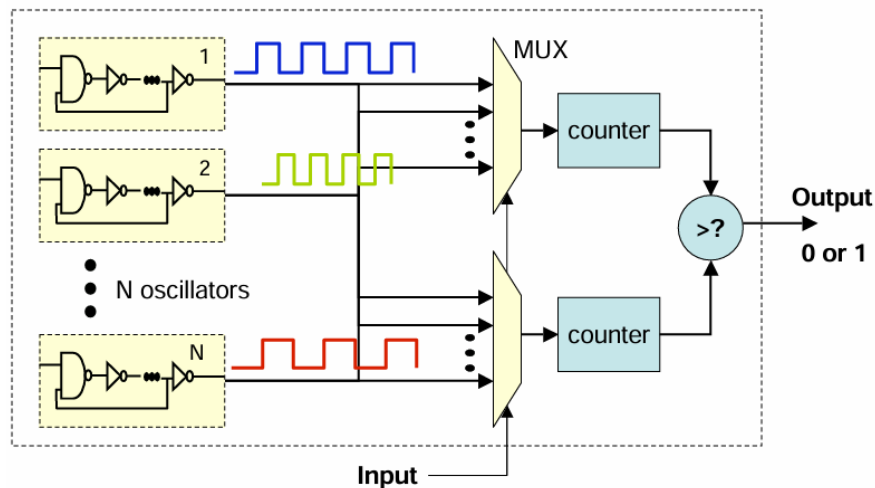 1
MUX
counter
2
Output
>?
0 or 1
N oscillators
counter
N
Input